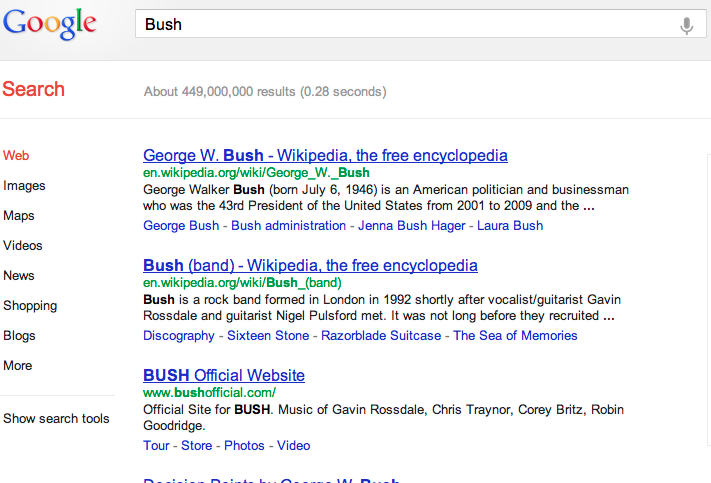 Google
Bush
Search
About 449,000,000 results (0.28 seconds)
Web
Images
Maps
Videos
News
Shopping
Blogs
More
Show search tools
George W. Bush - Wikipedia, the free encyclopedia
en.wikipedia.org/wiki/George_W._Bush
George Walker Bush (born July 6, 1946) is an American politician and businessman
who was the 43rd President of the United States from 2001 to 2009 and the ...
George Bush - Bush administration - Jenna Bush Hager - Laura Bush
Bush (band) - Wikipedia, the free encyclopedia
en.wikipedia.org/wiki/Bush_(band)
Bush is a rock band formed in London in 1992 shortly after vocalist/guitarist Gavin
Rossdale and guitarist Nigel Pulsford met. It was not long before they recruited ...
Discography - Sixteen Stone - Razorblade Suitcase - The Sea of Memories
BUSH Official Website
www.bushofficial.com/
Official Site for BUSH. Music of Gavin Rossdale, Chris Traynor, Corey Britz, Robin
Goodridge.
Tour - Store - Photos - Video
Decision Points by George W. Bush